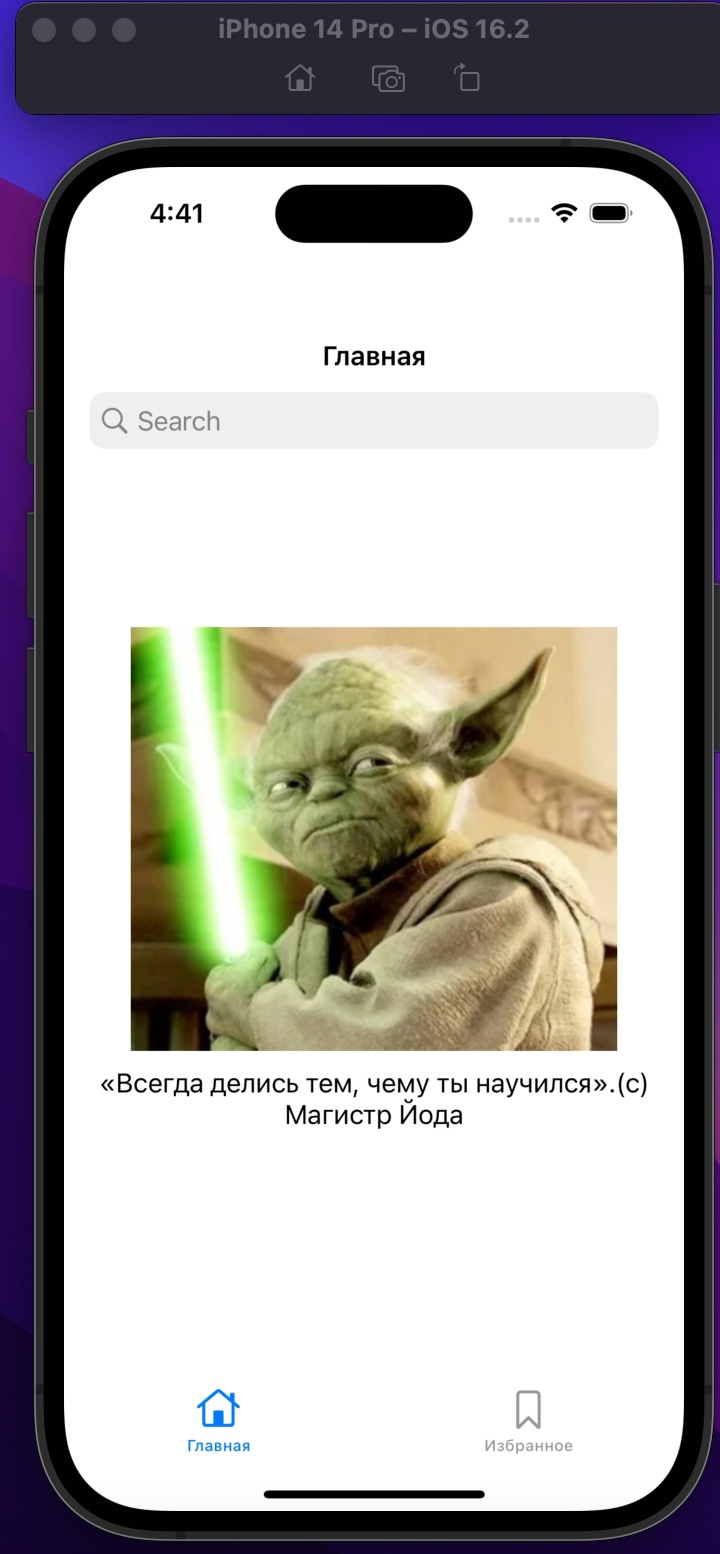 iPhone 14 Pro – iOS 16.2
4:41
Главная
Search
«Всегда делись тем, чему ты научился».(с)
Магистр Йода
Главная
Избранное